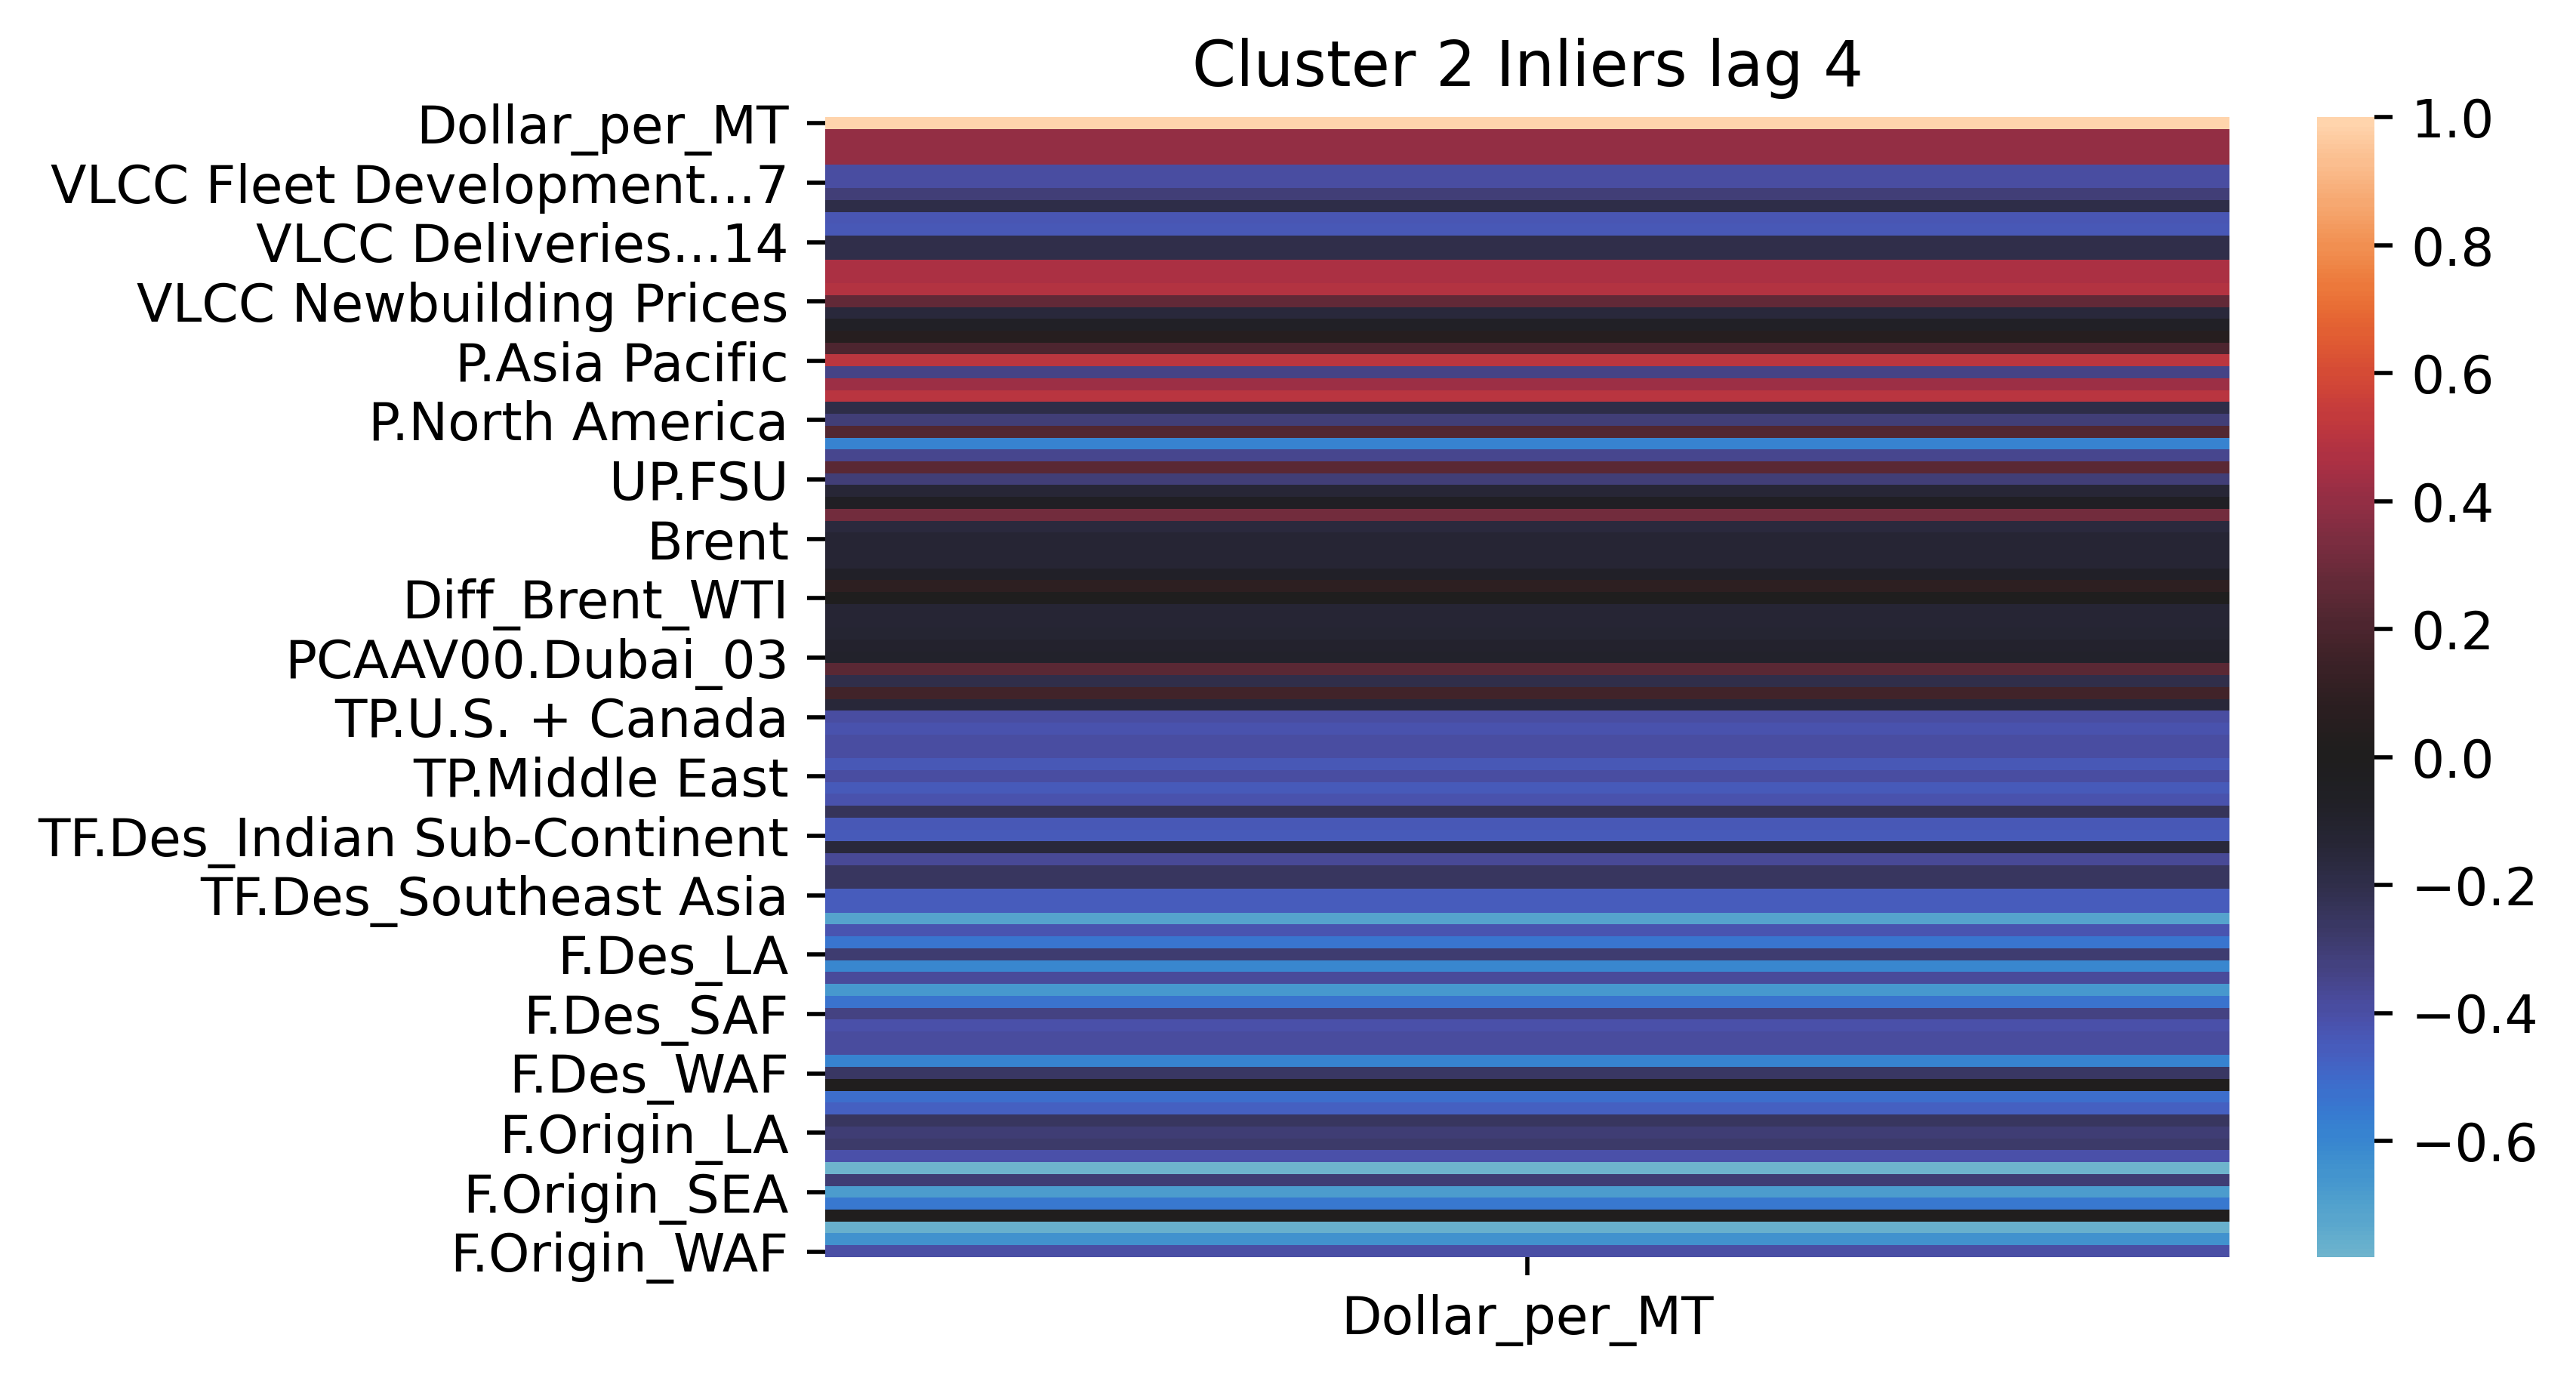 Cluster 2 Inliers lag 4
Dollar_per_MT
VLCC Fleet Development...7
VLCC Deliveries...14
VLCC Newbuilding Prices
P.Asia Pacific
P.North America
UP.FSU
Brent
Diff_Brent_WTI
PCAAV00.Dubai_03
TP.U.S. + Canada
TP.Middle East
TF.Des_Indian Sub-Continent
TF.Des_Southeast Asia
F.Des_LA
F.Des_SAF
F.Des_WAF
F.Origin_LA
F.Origin_SEA
F.Origin_WAF
Dollar_per_MT
1.0
0.8
0.6
0.4
0.2
0.0
−0.2
−0.4
−0.6